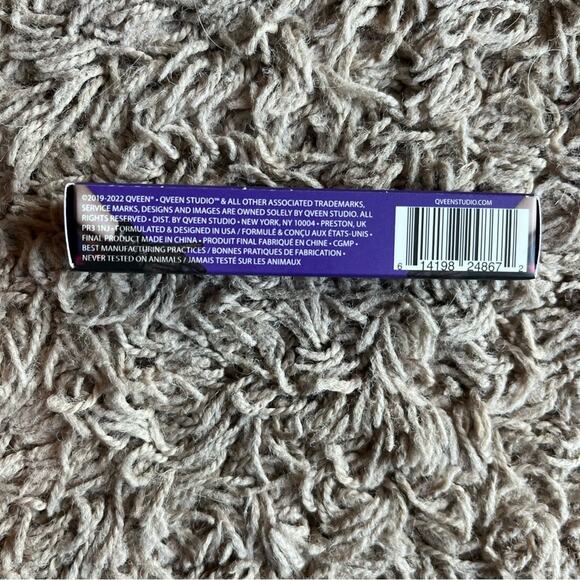 ©2019-2022 QVEEN® • QVEEN STUDIO™ & ALL OTHER ASSOCIATED TRADEMARKS,
SERVICE MARKS, DESIGNS AND IMAGES ARE OWNED SOLELY BY QVEEN STUDIO. ALL
RIGHTS RESERVED • DIST. BY QVEEN STUDIO • NEW YORK, NY 10004 • PRESTON, UK
PR3 1NJ • FORMULATED & DESIGNED IN USA / FORMULÉ & CONÇU AUX ÉTATS-UNIS •
FINAL PRODUCT MADE IN CHINA • PRODUIT FINAL FABRIQUÉ EN CHINE • CGMP •
BEST MANUFACTURING PRACTICES / BONNES PRATIQUES DE FABRICATION •
NEVER TESTED ON ANIMALS / JAMAIS TESTÉ SUR LES ANIMAUX
QVEENSTUDIO.COM
6 14198 24867 2